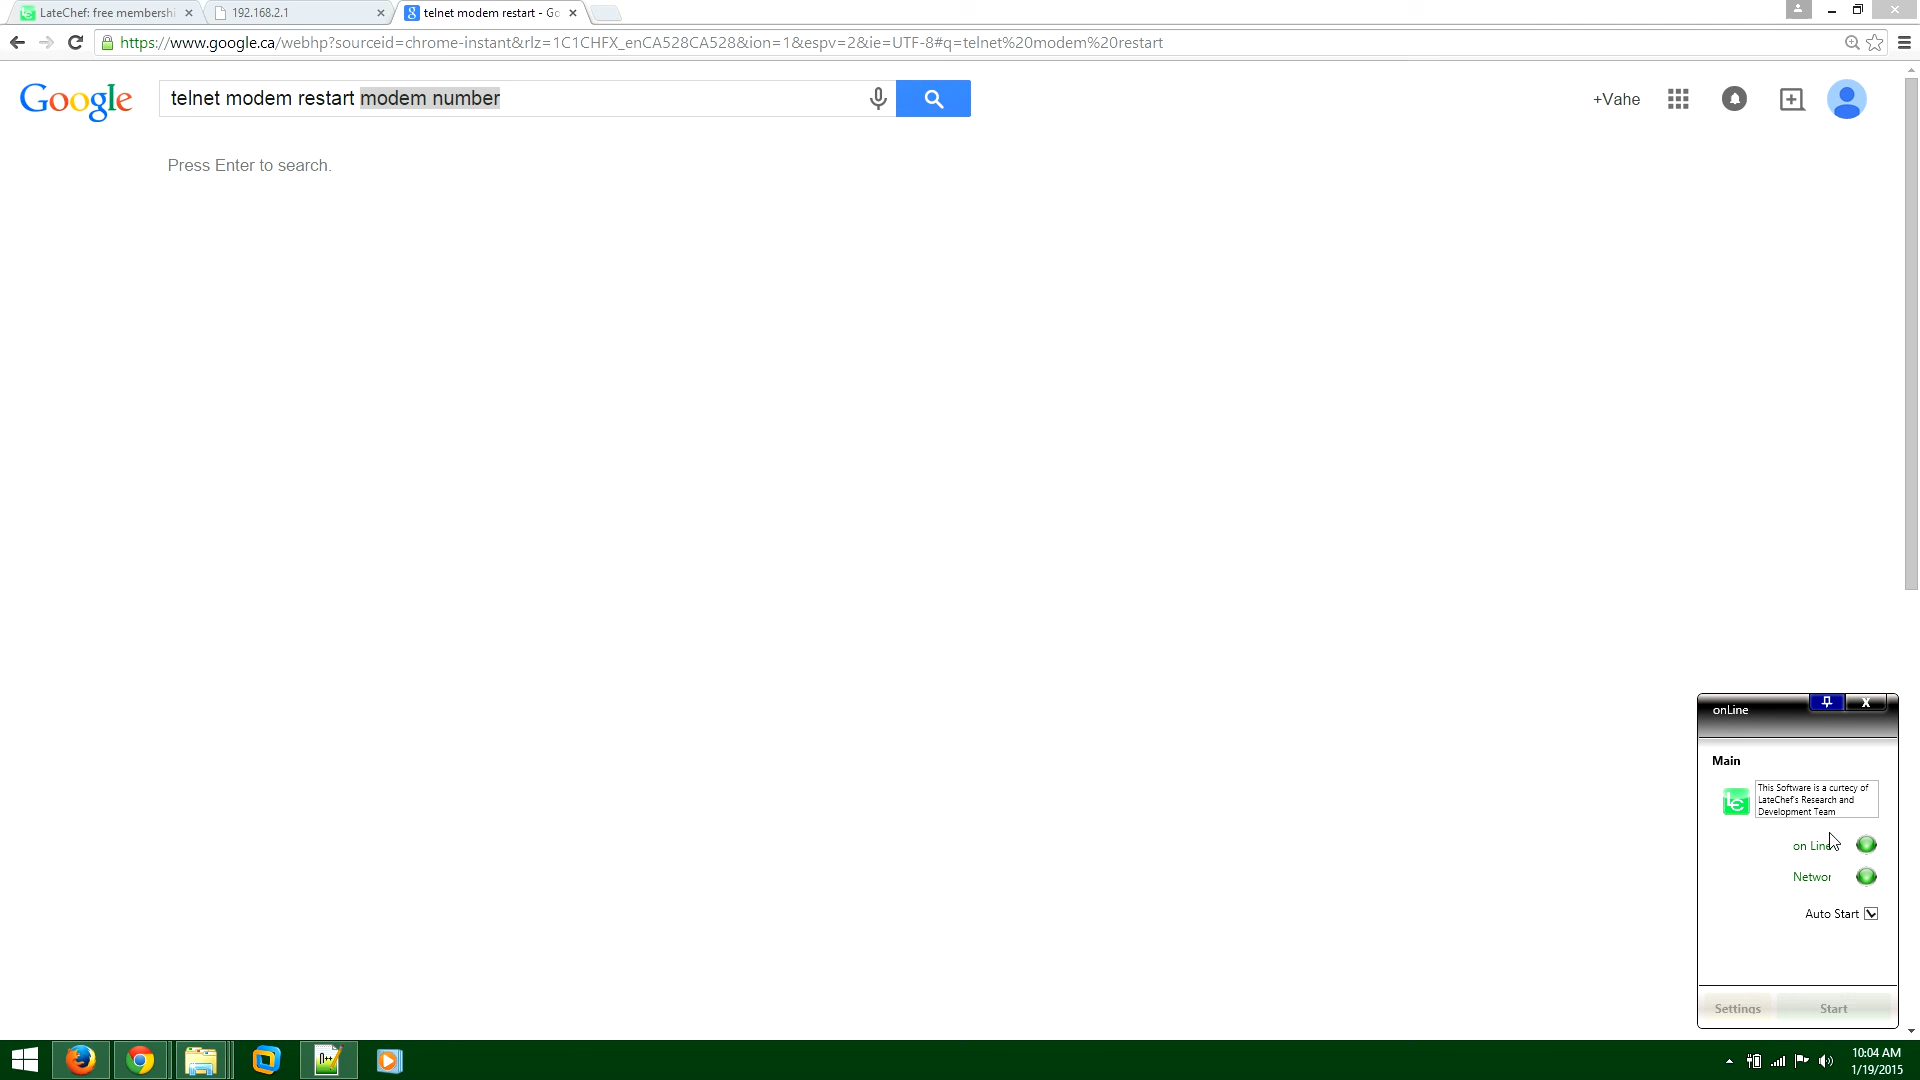 LateChef: free membershi
192.168.2.1
telnet modem restart - Go
https://www.google.ca/webhp?sourceid=chrome-instant&rlz=1C1CHFX_enCA528CA528&ion=1&espv=2&ie=UTF-8#q=telnet%20modem%20restart
Google
telnet modem restart modem number
+Vahe
Press Enter to search.
onLine
X
Main
This Software is a curtecy of
LateChef's Research and
Development Team
on Line
Networ
Auto Start
Settings
Start
10:04 AM
1/19/2015